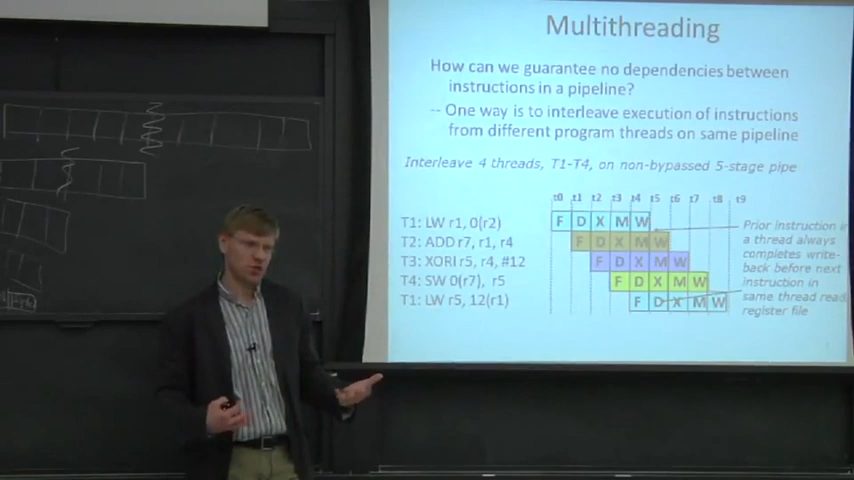 Multithreading
How can we guarantee no dependencies between
instructions in a pipeline?
-- One way is to interleave execution of instructions
from different program threads on same pipeline
Interleave 4 threads, T1-T4, on non-bypassed 5-stage pipe
t0 t1 t2 t3 t4 t5 t6 t7 t8 t9
T1: LW r1, 0(r2) F D X M W
T2: ADD r7, r1, r4 F D X M W
T3: XORI r5, r4, #12 F D X M W
T4: SW 0(r7), r5 F D X M W
T1: LW r5, 12(r1) F D X M W
Prior instruction in
a thread always
completes write-
back before next
instruction in
same thread read
register file